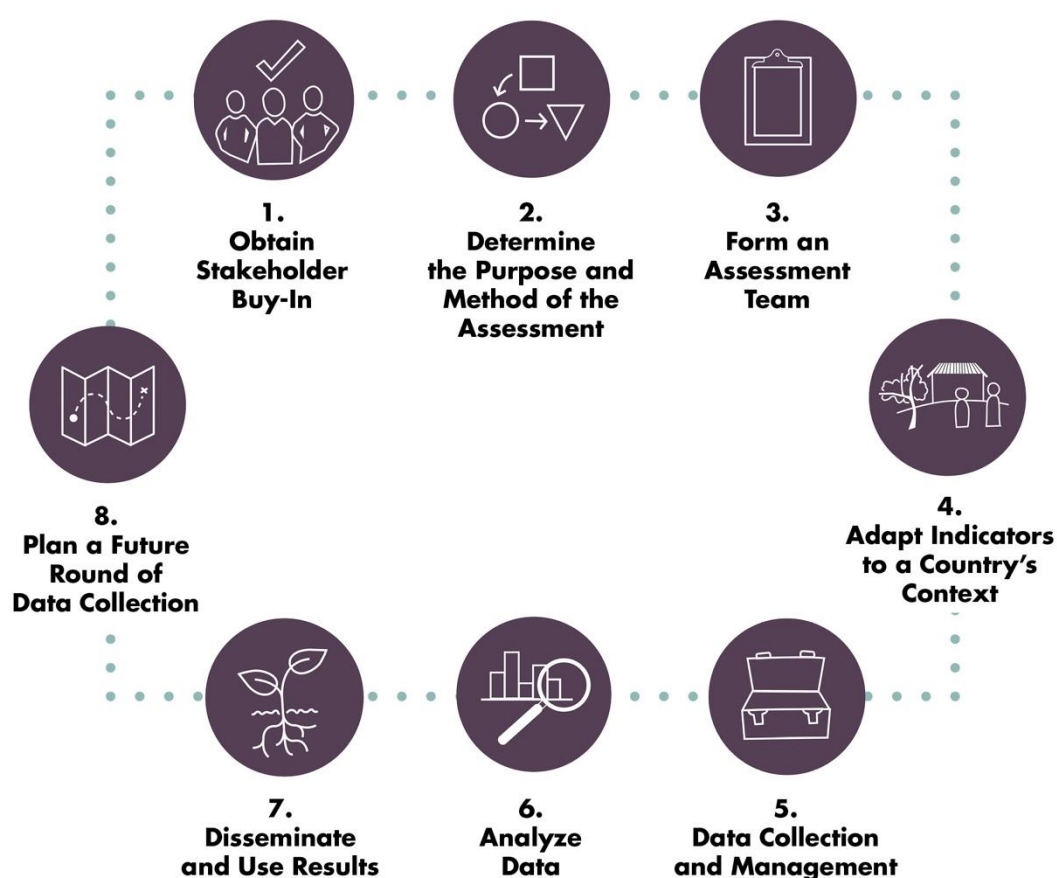 1.
Obtain
Stakeholder
Buy-In
2.
Determine
the Purpose and
Method of the
Assessment
3.
Form an
Assessment
Team
4.
Adapt Indicators
to a Country's
Context
5.
Data Collection
and Management
6.
Analyze
Data
7.
Disseminate
and Use Results
8.
Plan a Future
Round of
Data Collection